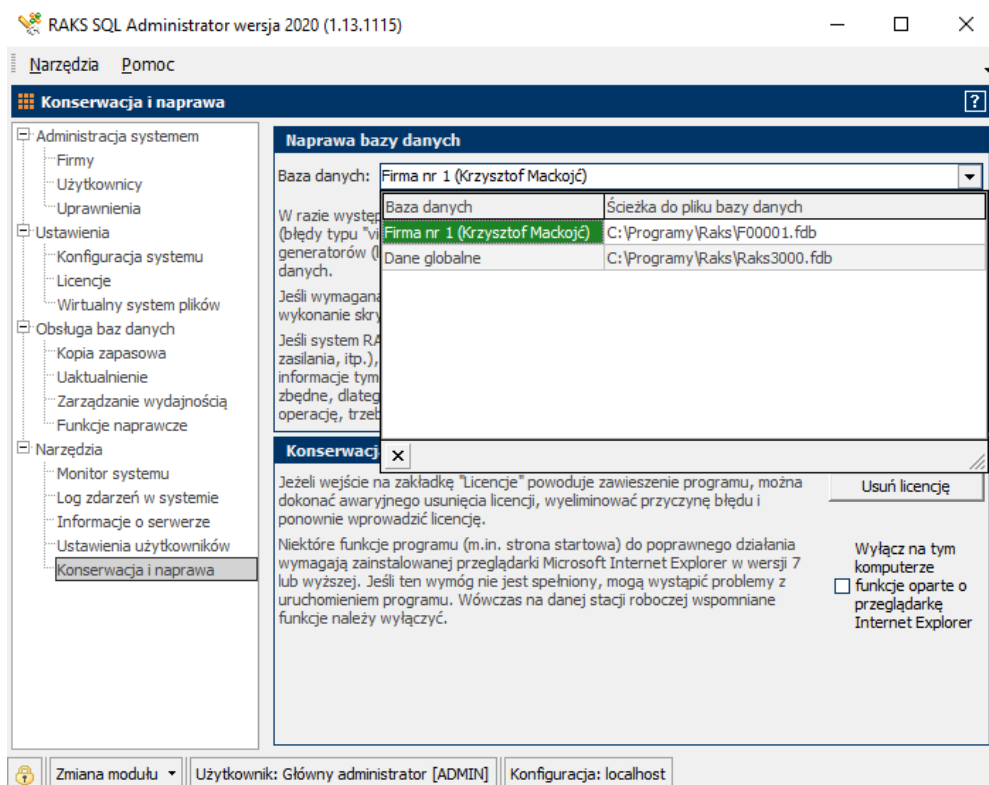 RAKS SQL Administrator wersja 2020 (1.13.1115)
Narzędzia Pomoc
Konserwacja i naprawa
?
Administracja systemem
Firmy
Użytkownicy
Uprawnienia
Ustawienia
Konfiguracja systemu
Licencje
Wirtualny system plików
Obsługa baz danych
Kopia zapasowa
Uaktualnienie
Zarządzanie wydajnością
Funkcje naprawcze
Narzędzia
Monitor systemu
Log zdarzeń w systemie
Informacje o serwerze
Ustawienia użytkowników
Konserwacja i naprawa
Naprawa bazy danych
Baza danych: Firma nr 1 (Krzysztof Mackojć)
Baza danych Ścieżka do pliku bazy danych
Firma nr 1 (Krzysztof Mackojć) C:\Programy\Raks\F00001.fdb
Dane globalne C:\Programy\Raks\Raks3000.fdb
W razie występ
(błędy typu "vi
generatorów (
danych.
Jeśli wymagana
wykonanie skry
Jeśli system RA
zasilania, itp.),
informacje tym
zbędne, dlateg
operację, trzeb
Konserwacj
Jeżeli wejście na zakładkę "Licencje" powoduje zawieszenie programu, można
dokonać awaryjnego usunięcia licencji, wyeliminować przyczynę błędu i
ponownie wprowadzić licencję.
Usuń licencję
Niektóre funkcje programu (m.in. strona startowa) do poprawnego działania
wymagają zainstalowanej przeglądarki Microsoft Internet Explorer w wersji 7
lub wyższej. Jeśli ten wymóg nie jest spełniony, mogą wystąpić problemy z
uruchomieniem programu. Wówczas na danej stacji roboczej wspomniane
funkcje należy wyłączyć.
Wyłącz na tym
komputerze
funkcje oparte o
przeglądarkę
Internet Explorer
Zmiana modułu Użytkownik: Główny administrator [ADMIN] Konfiguracja: localhost